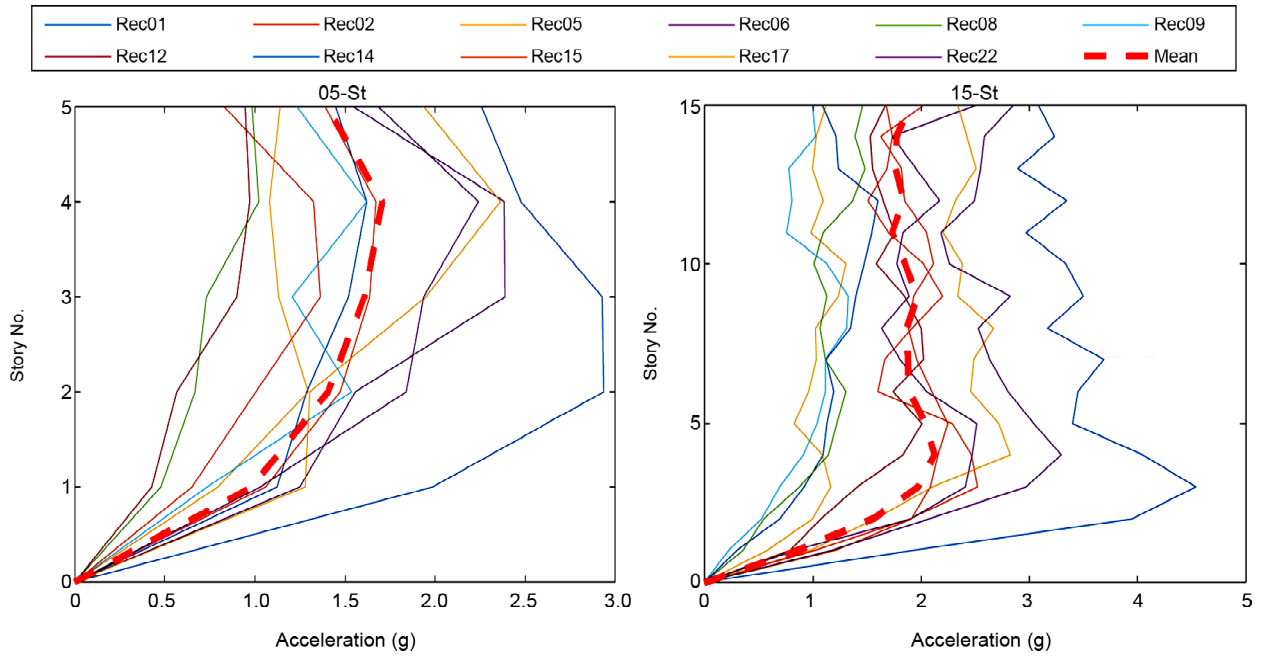 Rec01 Rec02 Rec05 Rec06 Rec08 Rec09
Rec12 Rec14 Rec15 Rec17 Rec22 Mean
05-St 15-St
5 15
4
3 10
Story No. Story No.
2 5
1
0 0
0 0.5 1.0 1.5 2.0 2.5 3.0 0 1 2 3 4 5
Acceleration (g) Acceleration (g)